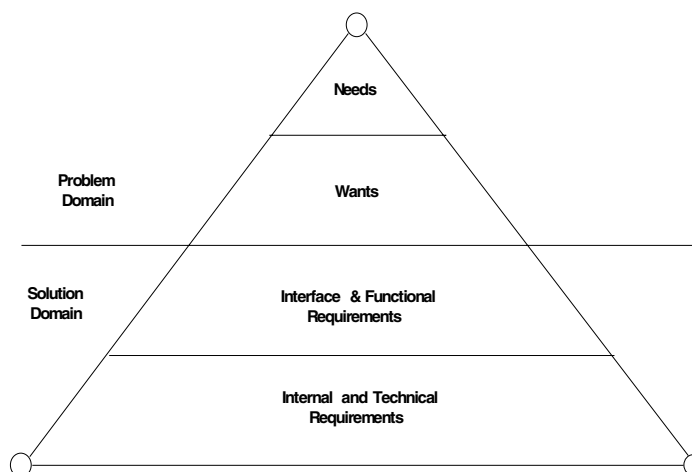 Needs
Problem
Domain
Wants
Solution
Domain
Interface & Functional
Requirements
Internal and Technical
Requirements